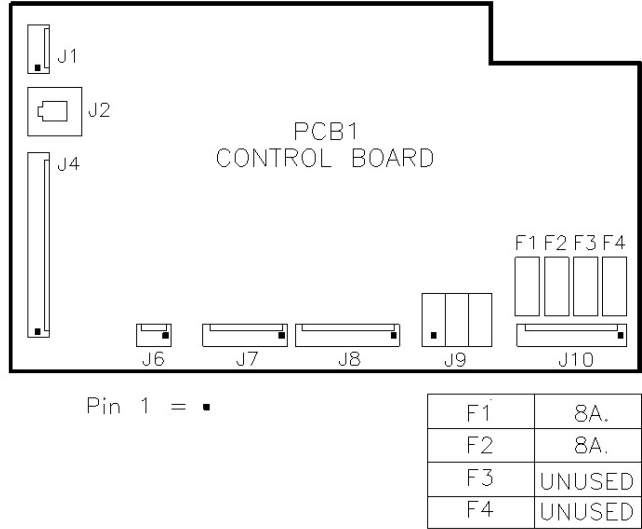 J1
J2
PCB1
CONTROL BOARD
J4
F1 F2 F3 F4
J6 J7 J8 J9 J10
Pin 1 =
F1 8A.
F2 8A.
F3 UNUSED
F4 UNUSED